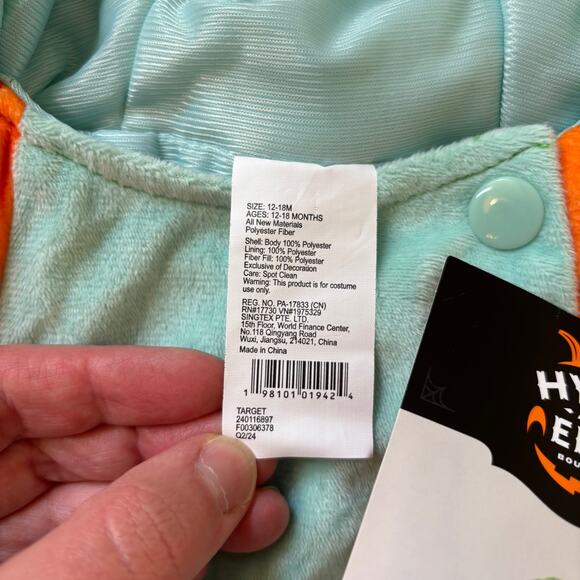 SIZE: 12-18M
AGES: 12-18 MONTHS
All New Materials
Polyester Fiber
Shell: Body 100% Polyester
Lining: 100% Polyester
Fiber Fill: 100% Polyester
Exclusive of Decoration
Care: Spot Clean
Warning: This product is for costume
use only.
REG. NO. PA-17833 (CN)
RN#17730 VN#1975329
SINGTEX PTE. LTD.
15th Floor, World Finance Center,
No.118 Qingyang Road
Wuxi, Jiangsu, 214021, China
Made in China
1 98101 01942 4
TARGET
240116897
F00306378
Q2/24
HY
BOU